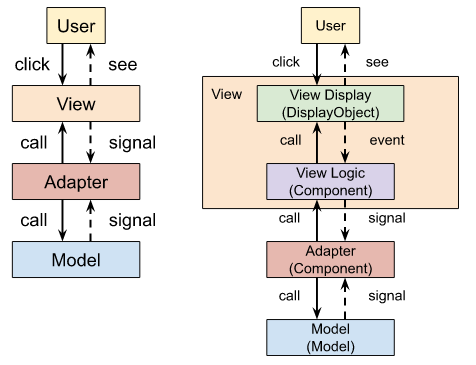 User
click
see
View
call
signal
Adapter
call
signal
Model
User
click
see
View
View Display
(DisplayObject)
call
event
View Logic
(Component)
call
signal
Adapter
(Component)
call
signal
Model
(Model)